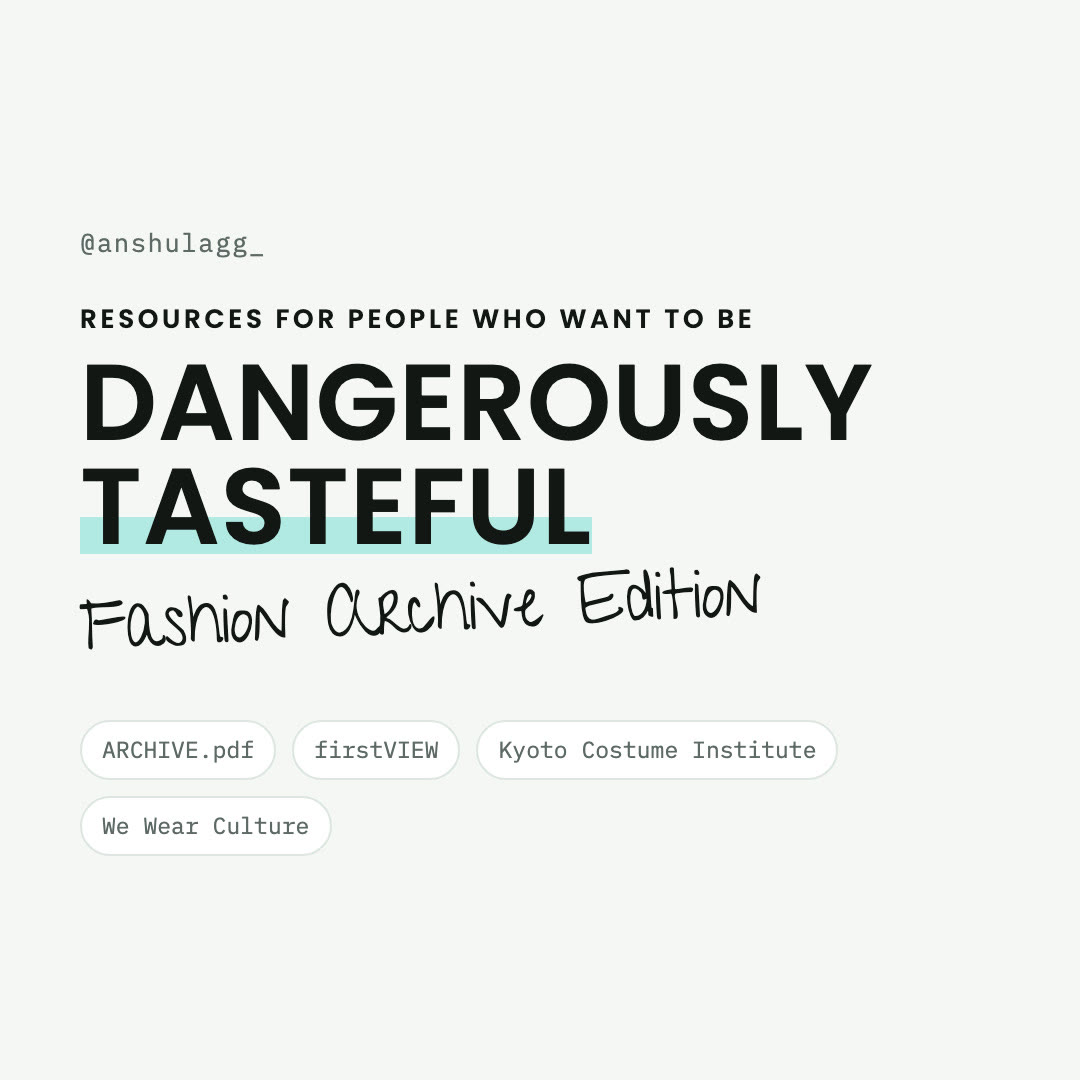 @anshulagg_
RESOURCES FOR PEOPLE WHO WANT TO BE
DANGEROUSLY
TASTEFUL
Fashion Archive Edition
ARCHIVE.pdf firstVIEW Kyoto Costume Institute
We Wear Culture